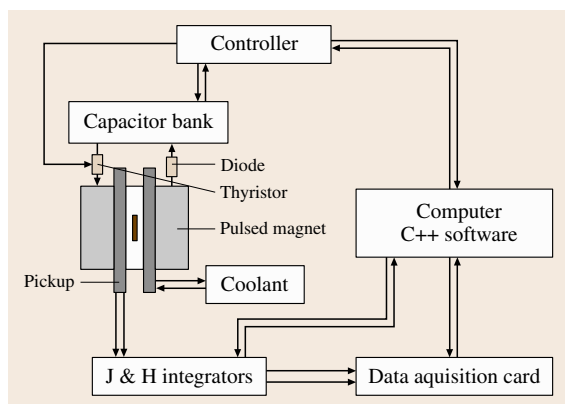 Controller
Capacitor bank
Diode
Thyristor
Computer
C++ software
Pulsed magnet
Pickup
Coolant
J & H integrators
Data aquisition card